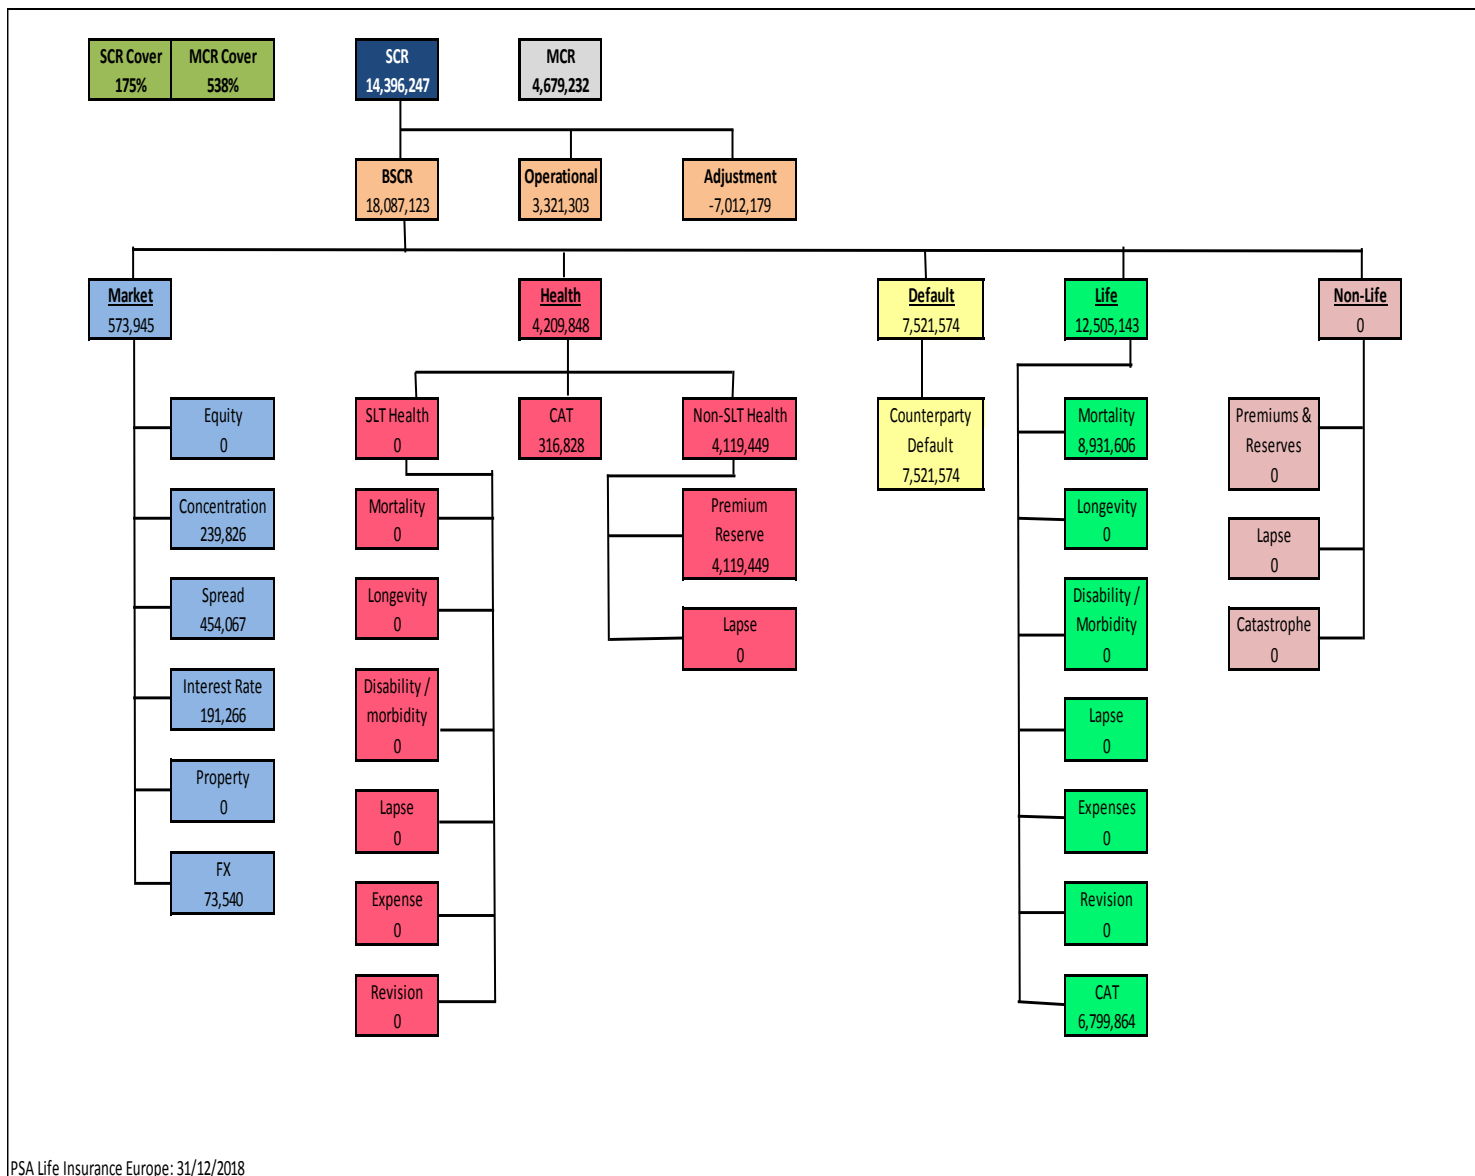 SCR Cover
175%
MCR Cover
538%
SCR
14,396,247
MCR
4,679,232
BSCR
18,087,123
Operational
3,321,303
Adjustment
-7,012,179
Market
573,945
Health
4,209,848
Default
7,521,574
Life
12,505,143
Non-Life
0
Equity
0
Concentration
239,826
Spread
454,067
Interest Rate
191,266
Property
0
FX
73,540
SLT Health
0
Mortality
0
Longevity
0
Disability /
morbidity
0
Lapse
0
Expense
0
Revision
0
CAT
316,828
Non-SLT Health
4,119,449
Premium
Reserve
4,119,449
Lapse
0
Counterparty
Default
7,521,574
Mortality
8,931,606
Longevity
0
Disability /
Morbidity
0
Lapse
0
Expenses
0
Revision
0
CAT
6,799,864
Premiums &
Reserves
0
Lapse
0
Catastrophe
0
PSA Life Insurance Europe: 31/12/2018